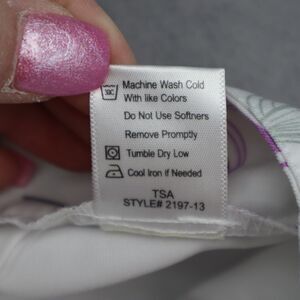 Machine Wash Cold
With like Colors
Do Not Use Softners
Remove Promptly
Tumble Dry Low
Cool Iron if Needed
TSA
STYLE# 2197-13